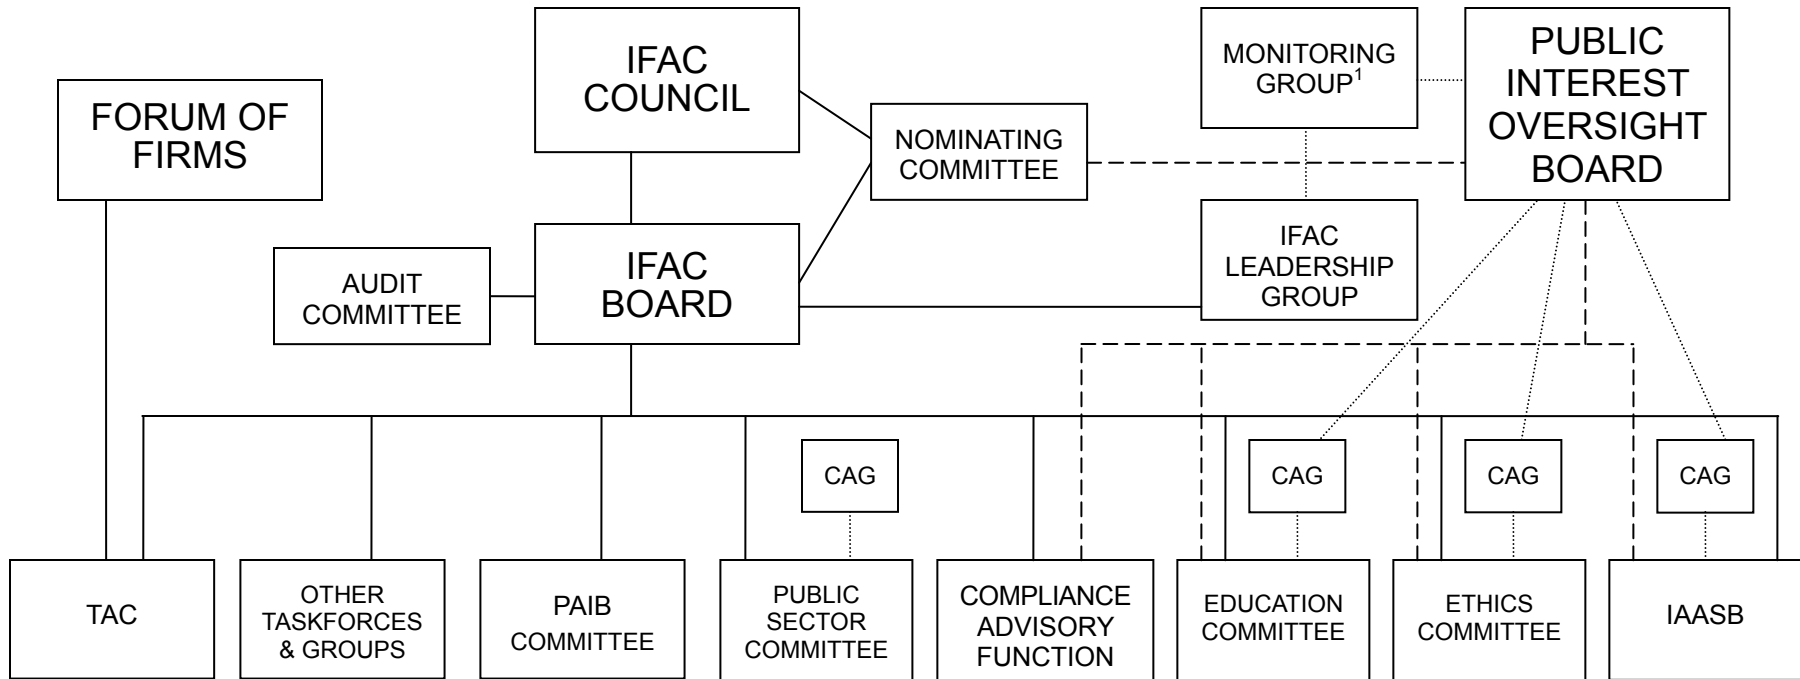 IFAC
COUNCIL
MONITORING
GROUP¹
PUBLIC
INTEREST
OVERSIGHT
BOARD
FORUM OF
FIRMS
NOMINATING
COMMITTEE
IFAC
LEADERSHIP
GROUP
IFAC
BOARD
AUDIT
COMMITTEE
CAG
CAG
CAG
CAG
TAC
OTHER
TASKFORCES
& GROUPS
PAIB
COMMITTEE
PUBLIC
SECTOR
COMMITTEE
COMPLIANCE
ADVISORY
FUNCTION
EDUCATION
COMMITTEE
ETHICS
COMMITTEE
IAASB